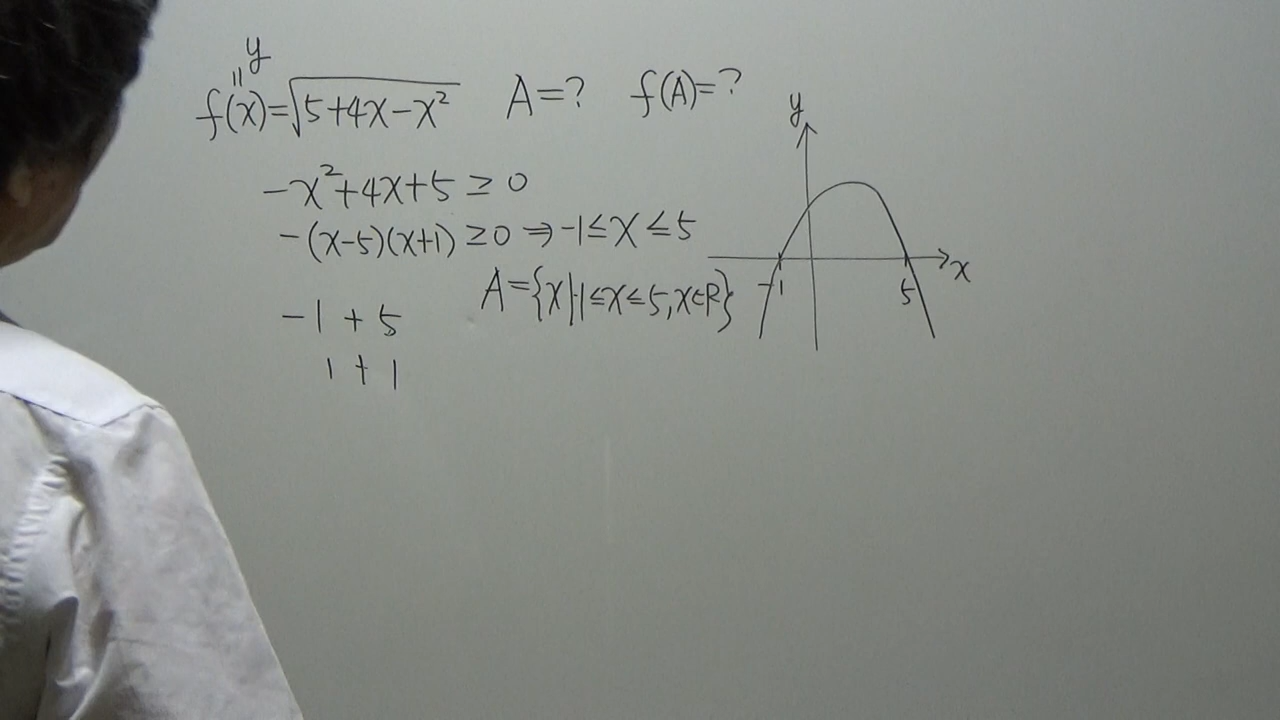 y
=
f(x)=√5+4x-x² A=? f(A)=?
-x²+4x+5 ≥ 0
-(x-5)(x+1) ≥0 ⇒ -1≤x≤5
A={x|-1≤x≤5,x∈R}
-1 + 5
1 + 1
y
x
-1
5